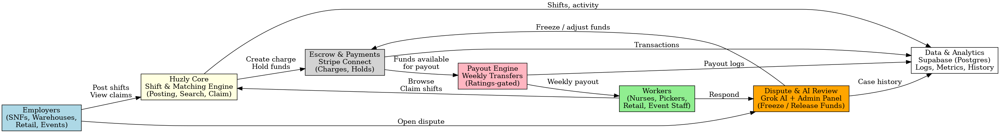 Shifts, activity
Freeze / adjust funds
Transactions
Escrow & Payments
Stripe Connect
(Charges, Holds)
Create charge
Hold funds
Funds available
for payout
Data & Analytics
Supabase (Postgres)
Logs, Metrics, History
Payout logs
Payout Engine
Weekly Transfers
(Ratings-gated)
Huzly Core
Shift & Matching Engine
(Posting, Search, Claim)
Browse
Claim shifts
Weekly payout
Case history
Post shifts
View claims
Workers
(Nurses, Pickers,
Retail, Event Staff)
Respond
Dispute & AI Review
Grok AI + Admin Panel
(Freeze / Release Funds)
Employers
(SNFs, Warehouses,
Retail, Events)
Open dispute